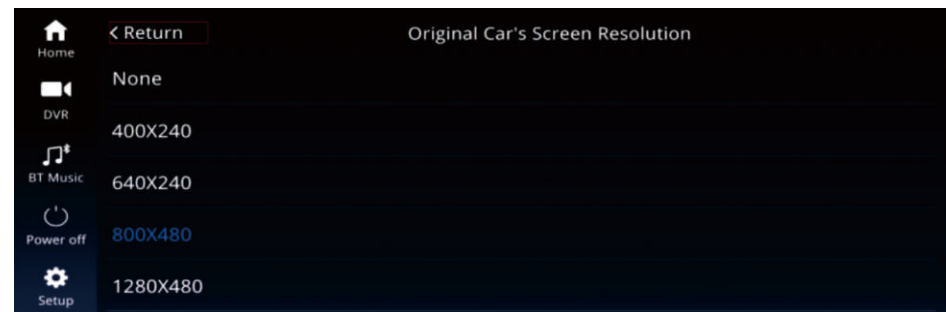 Home
DVR
BT Music
Power off
Setup
< Return
Original Car's Screen Resolution
None
400X240
640X240
800X480
1280X480